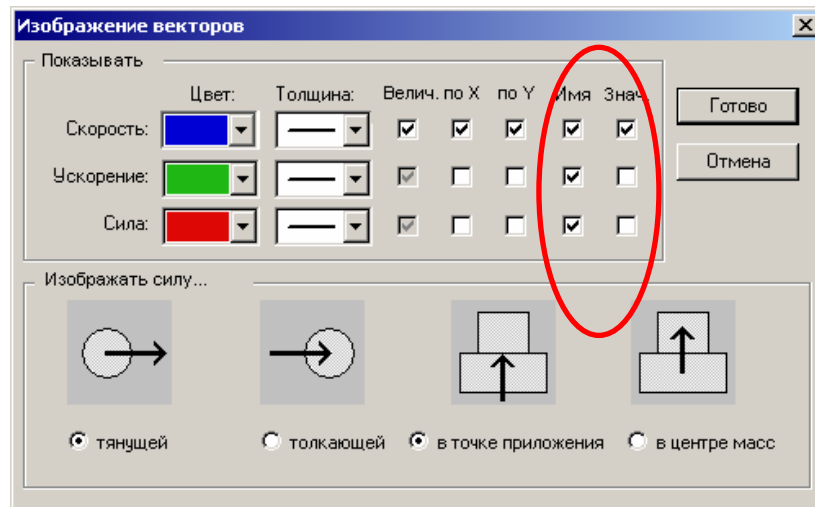 Изображение векторов
Показывать
Цвет: Толщина: Велич. по X по Y Имя Знач.
Готово
Скорость:
Отмена
Ускорение:
Сила:
Изображать силу...
тянущей толкающей в точке приложения в центре масс